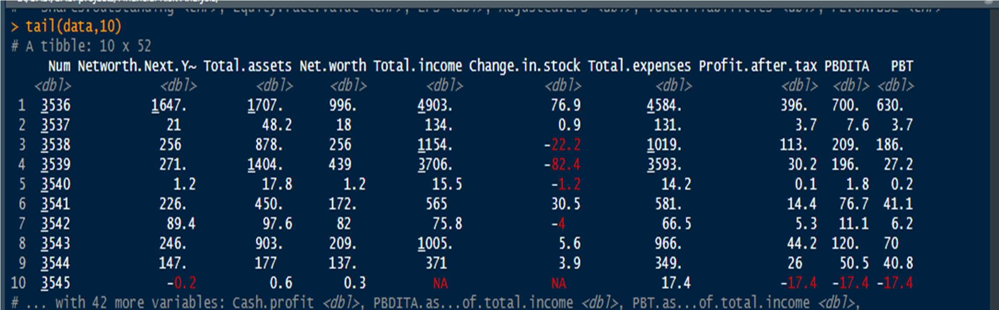 > tail(data,10)
# A tibble: 10 x 52
Num Networth.Next.Y~ Total.assets Net.worth Total.income Change.in.stock Total.expenses Profit.after.tax PBDITA PBT
<dbl> <dbl> <dbl> <dbl> <dbl> <dbl> <dbl> <dbl> <dbl> <dbl>
1 3536 1647. 1707. 996. 4903. 76.9 4584. 396. 700. 630.
2 3537 21 48.2 18 134. 0.9 131. 3.7 7.6 3.7
3 3538 256 878. 256 1154. -22.2 1019. 113. 209. 186.
4 3539 271. 1404. 439 3706. -82.4 3593. 30.2 196. 27.2
5 3540 1.2 17.8 1.2 15.5 -1.2 14.2 0.1 1.8 0.2
6 3541 226. 450. 172. 565 30.5 581. 14.4 76.7 41.1
7 3542 89.4 97.6 82 75.8 -4 66.5 5.3 11.1 6.2
8 3543 246. 903. 209. 1005. 5.6 966. 44.2 120. 70
9 3544 147. 177 137. 371 3.9 349. 26 50.5 40.8
10 3545 -0.2 0.6 0.3 NA NA 17.4 -17.4 -17.4 -17.4
# ... with 42 more variables: Cash.profit <dbl>, PBDITA.as...of.total.income <dbl>, PBT.as...of.total.income <dbl>,